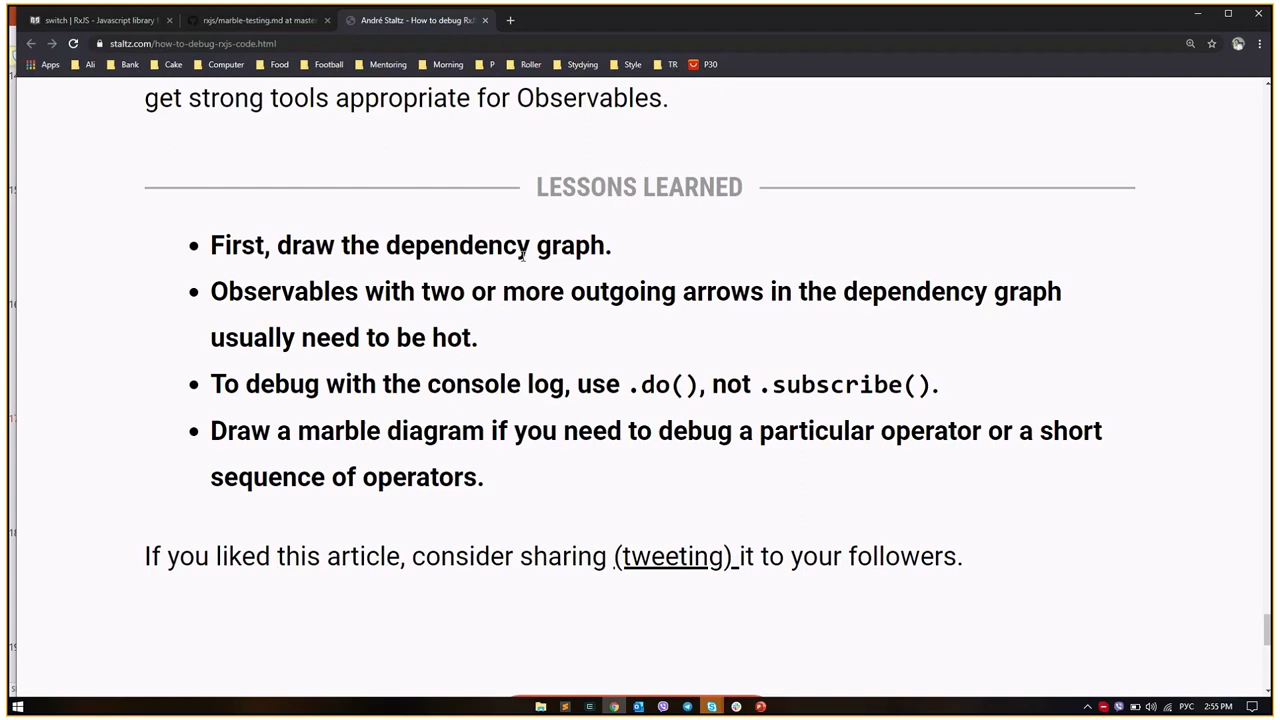 switch | RxJS - Javascript library f
rxjs/marble-testing.md at maste
André Staltz - How to debug RxJ
staltz.com/how-to-debug-rxjs-code.html
Apps Ali Bank Cake Computer Food Football Mentoring Morning P Roller Stydying Style TR P30
get strong tools appropriate for Observables.
LESSONS LEARNED
• First, draw the dependency graph.
• Observables with two or more outgoing arrows in the dependency graph
usually need to be hot.
• To debug with the console log, use .do(), not .subscribe().
• Draw a marble diagram if you need to debug a particular operator or a short
sequence of operators.
If you liked this article, consider sharing (tweeting) it to your followers.
РУС 2:55 PM